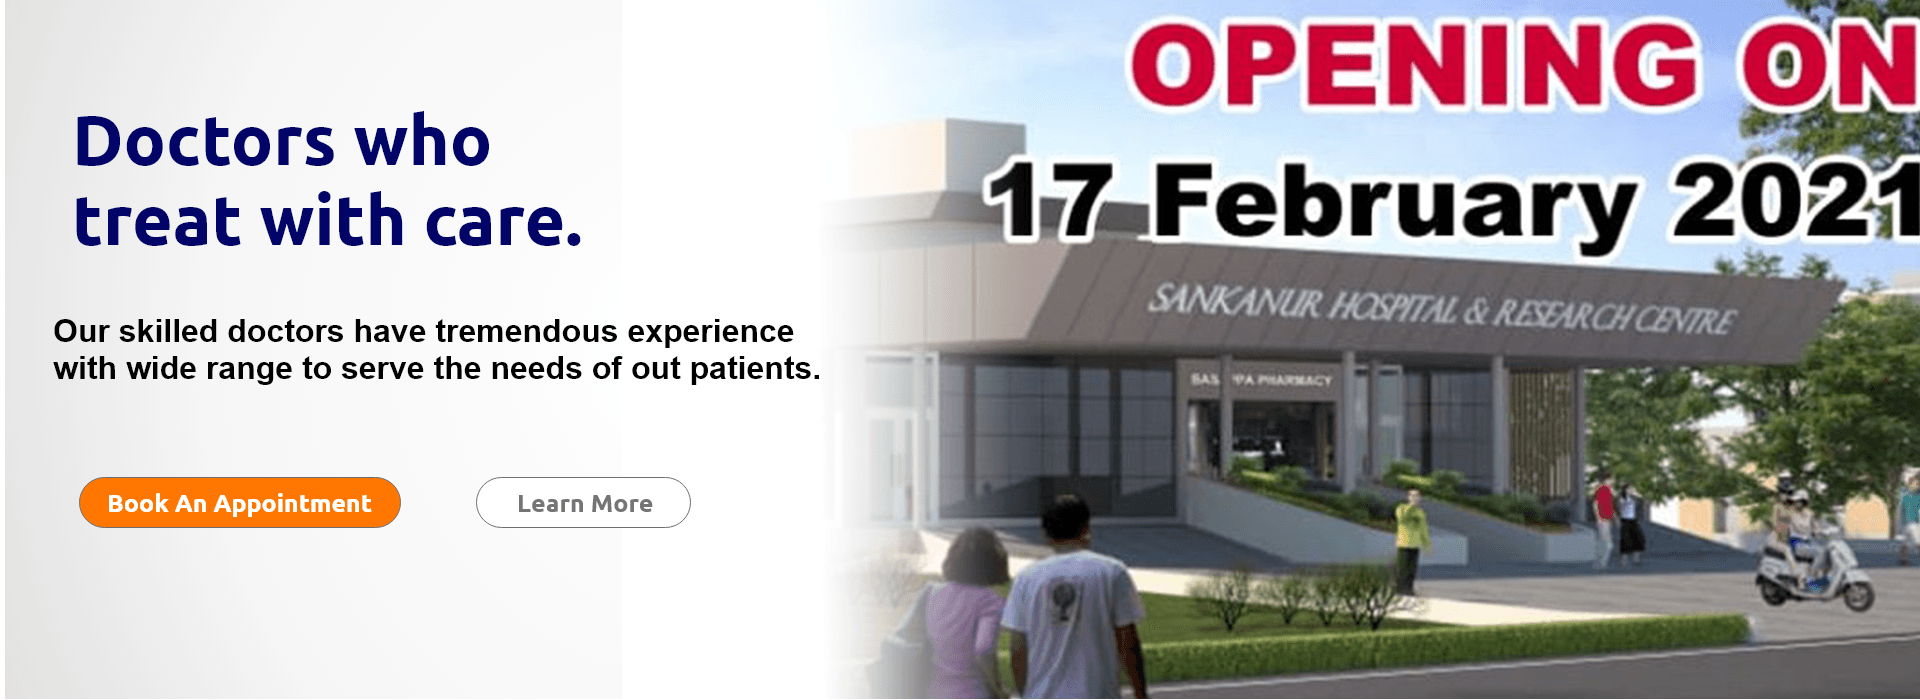 Doctors who
treat with care.
Our skilled doctors have tremendous experience
with wide range to serve the needs of out patients.
Book An Appointment
Learn More
OPENING ON
17 February 2021
SANKANUR HOSPITAL & RESEARCH CENTRE
PHARMACY